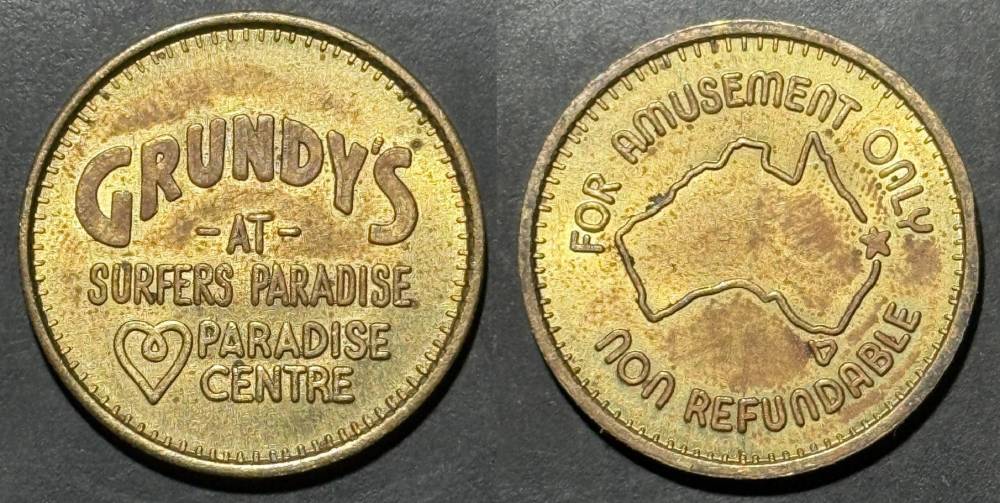 GRUNDY'S
- AT -
SURFERS PARADISE
PARADISE
CENTRE
FOR AMUSEMENT ONLY
NON REFUNDABLE